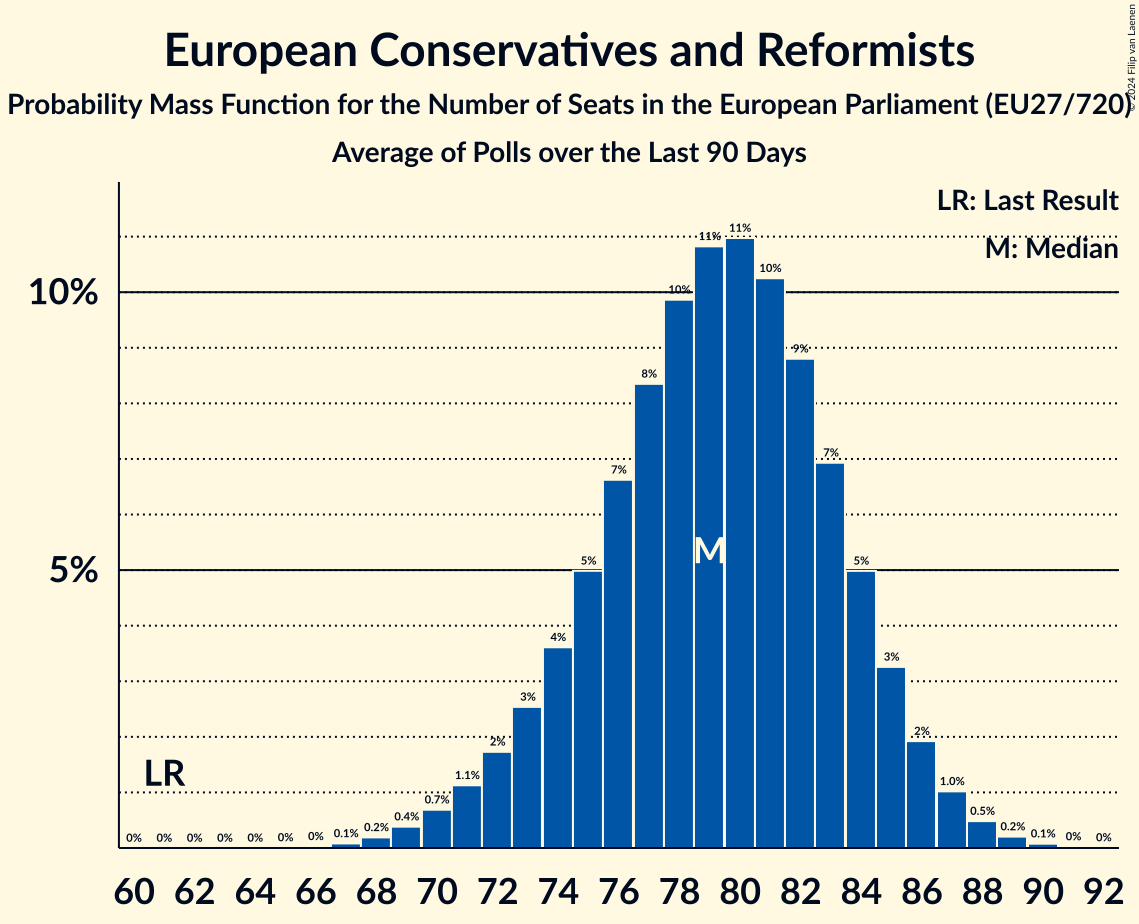 European Conservatives and Reformists
Probability Mass Function for the Number of Seats in the European Parliament (EU27/720)
Average of Polls over the Last 90 Days
© 2024 Filip van Laenen
LR: Last Result
M: Median
10%
5%
LR
M
0% 0% 0% 0% 0% 0% 0% 0.1% 0.2% 0.4% 0.7% 1.1% 2% 3% 4% 5% 7% 8% 10% 11% 11% 10% 9% 7% 5% 3% 2% 1.0% 0.5% 0.2% 0.1% 0% 0%
60 62 64 66 68 70 72 74 76 78 80 82 84 86 88 90 92